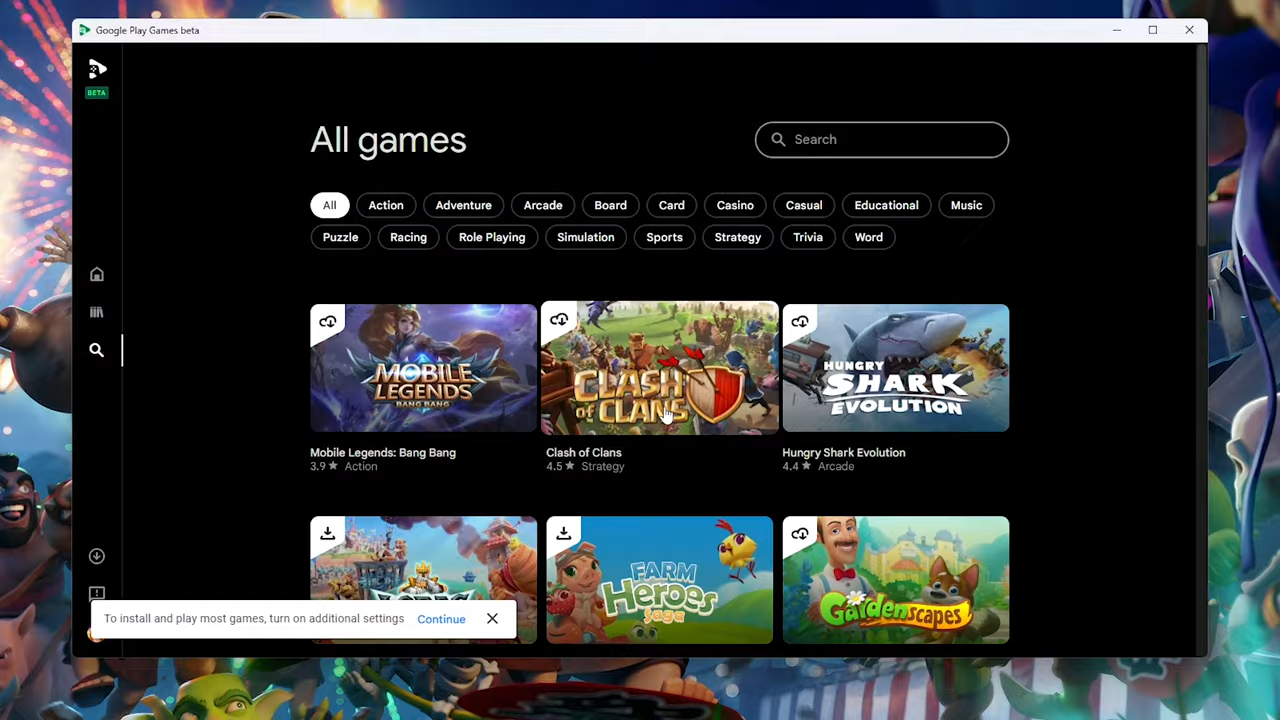 Google Play Games beta
BETA
All games
Search
All Action Adventure Arcade Board Card Casino Casual Educational Music
Puzzle Racing Role Playing Simulation Sports Strategy Trivia Word
MOBILE
LEGENDS
BANG BANG
CLASH
OF CLANS
HUNGRY
SHARK
EVOLUTION
Mobile Legends: Bang Bang
3.9 ★ Action
Clash of Clans
4.5 ★ Strategy
Hungry Shark Evolution
4.4 ★ Arcade
FARM
Heroes
Saga
Gardenscapes
To install and play most games, turn on additional settings Continue